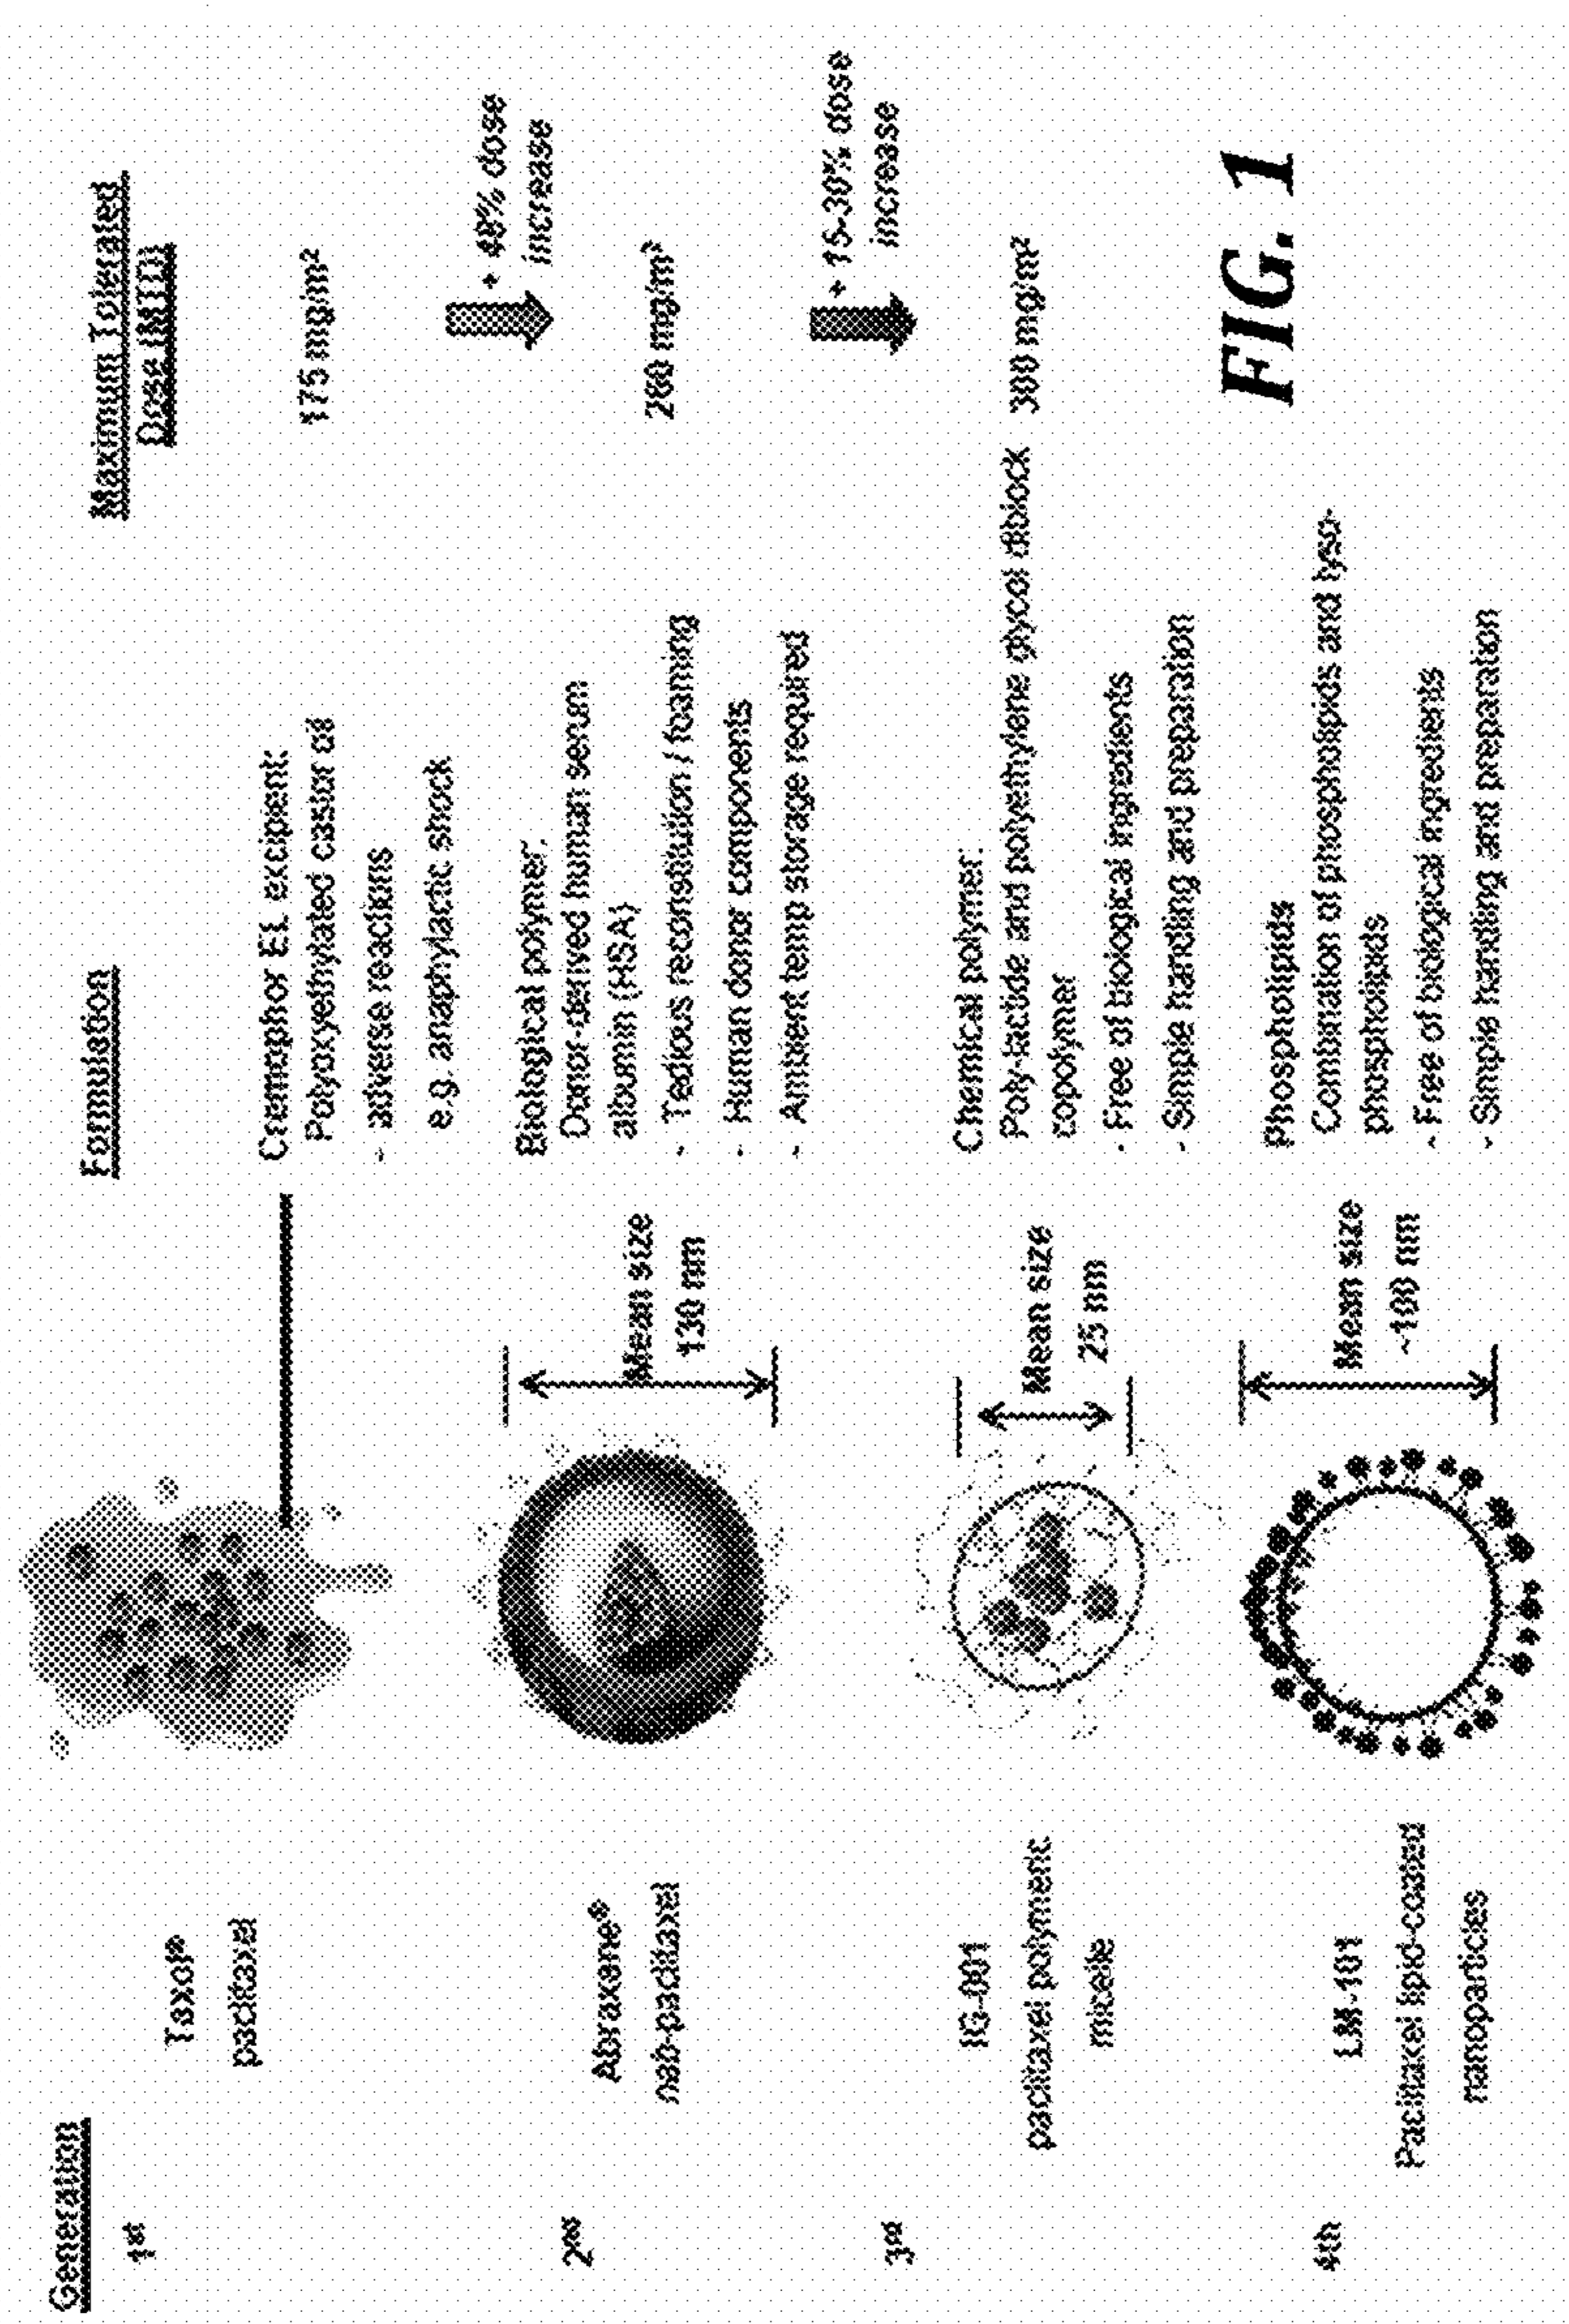 Generation
Formulation
Maximum Tolerated
Dose (MTD)
1st
Taxol®
paclitaxel
Cremophor EL excipent:
Polyoxyethylated castor oil
- adverse reactions
e.g. anaphylactic shock
175 mg/m²
+ 48% dose
increase
2nd
Abraxane®
nab-paclitaxel
Mean size
130 nm
Biological polymer:
Donor-derived human serum
albumin (HSA)
- Tedious reconstitution / foaming
- Human donor components
- Ambient temp storage required
260 mg/m²
+ 15-30% dose
increase
3rd
IG-001
paclitaxel polymeric
micelle
Mean size
25 nm
Chemical polymer:
Poly-lactide and polyethylene glycol diblock
copolymer
- Free of biological ingredients
- Simple handling and preparation
300 mg/m²
4th
LM-101
Paclitaxel lipid-coated
nanoparticles
Mean size
~100 nm
Phospholipids
Combination of phospholipids and lyso-
phospholipids
- Free of biological ingredients
- Simple handling and preparation
FIG. 1